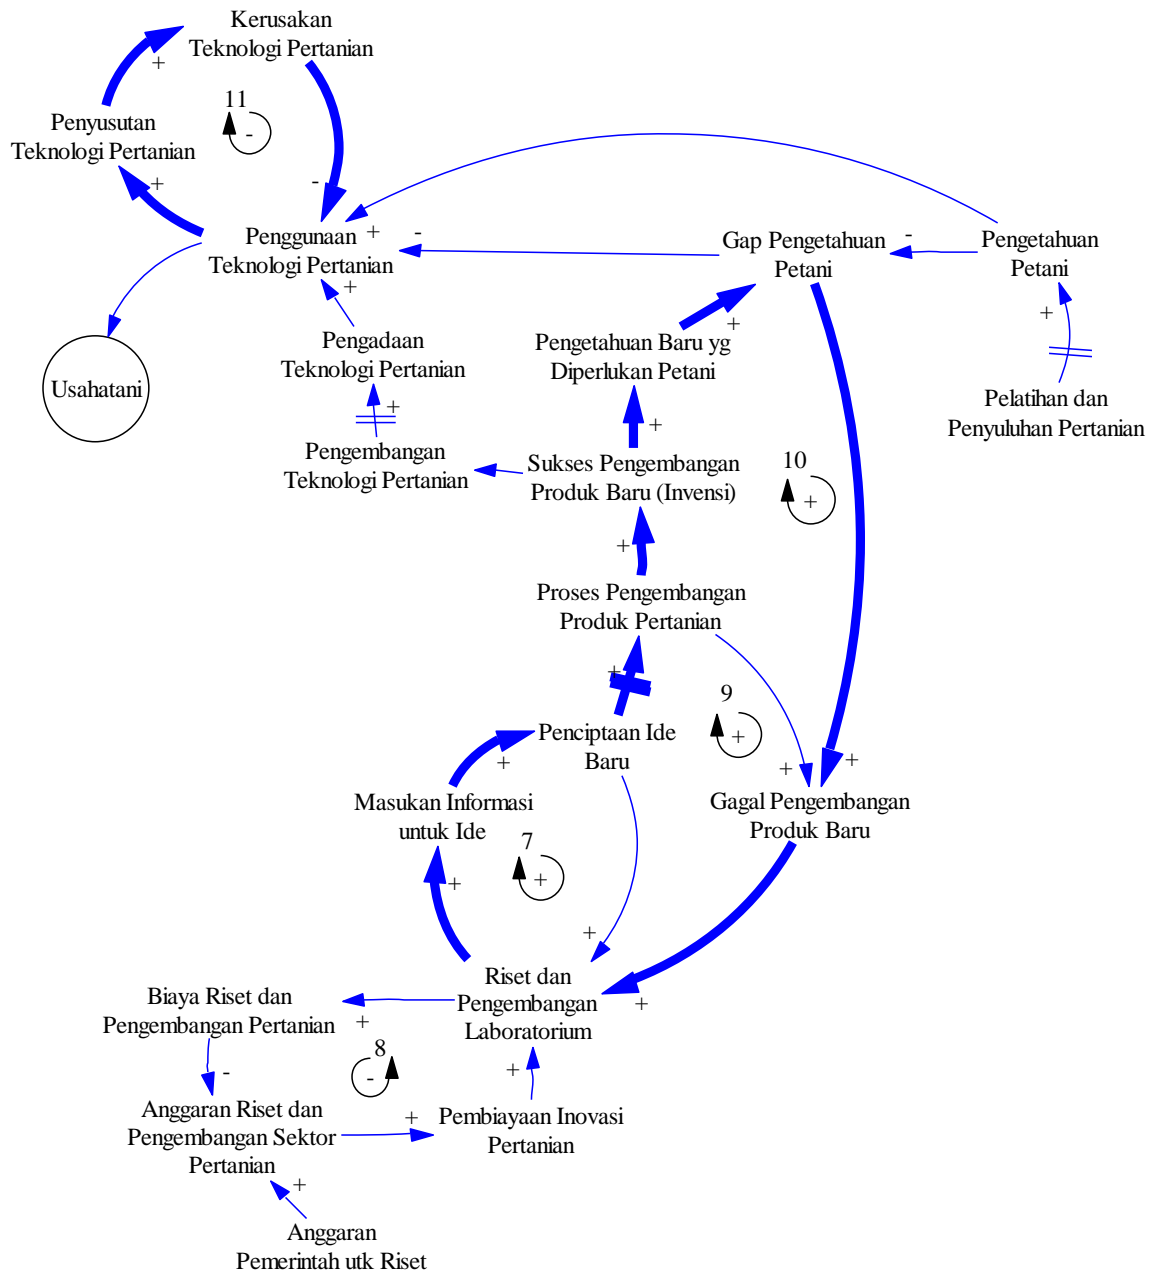 Kerusakan
Teknologi Pertanian
+
11
-
Penyusutan
Teknologi Pertanian
+
-
Penggunaan
Teknologi Pertanian
+
-
Gap Pengetahuan
Petani
-
Pengetahuan
Petani
+
+
Pengadaan
Teknologi Pertanian
+
Pengetahuan Baru yg
Diperlukan Petani
+
Usahatani
Pelatihan dan
Penyuluhan Pertanian
+
Pengembangan
Teknologi Pertanian
Sukses Pengembangan
Produk Baru (Invensi)
10
+
+
Proses Pengembangan
Produk Pertanian
+
9
+
Penciptaan Ide
Baru
+
+
+
Masukan Informasi
untuk Ide
Gagal Pengembangan
Produk Baru
7
+
+
+
Riset dan
Pengembangan
Laboratorium
+
Biaya Riset dan
Pengembangan Pertanian
+
8
-
-
+
Anggaran Riset dan
Pengembangan Sektor
Pertanian
+
Pembiayaan Inovasi
Pertanian
+
Anggaran
Pemerintah utk Riset